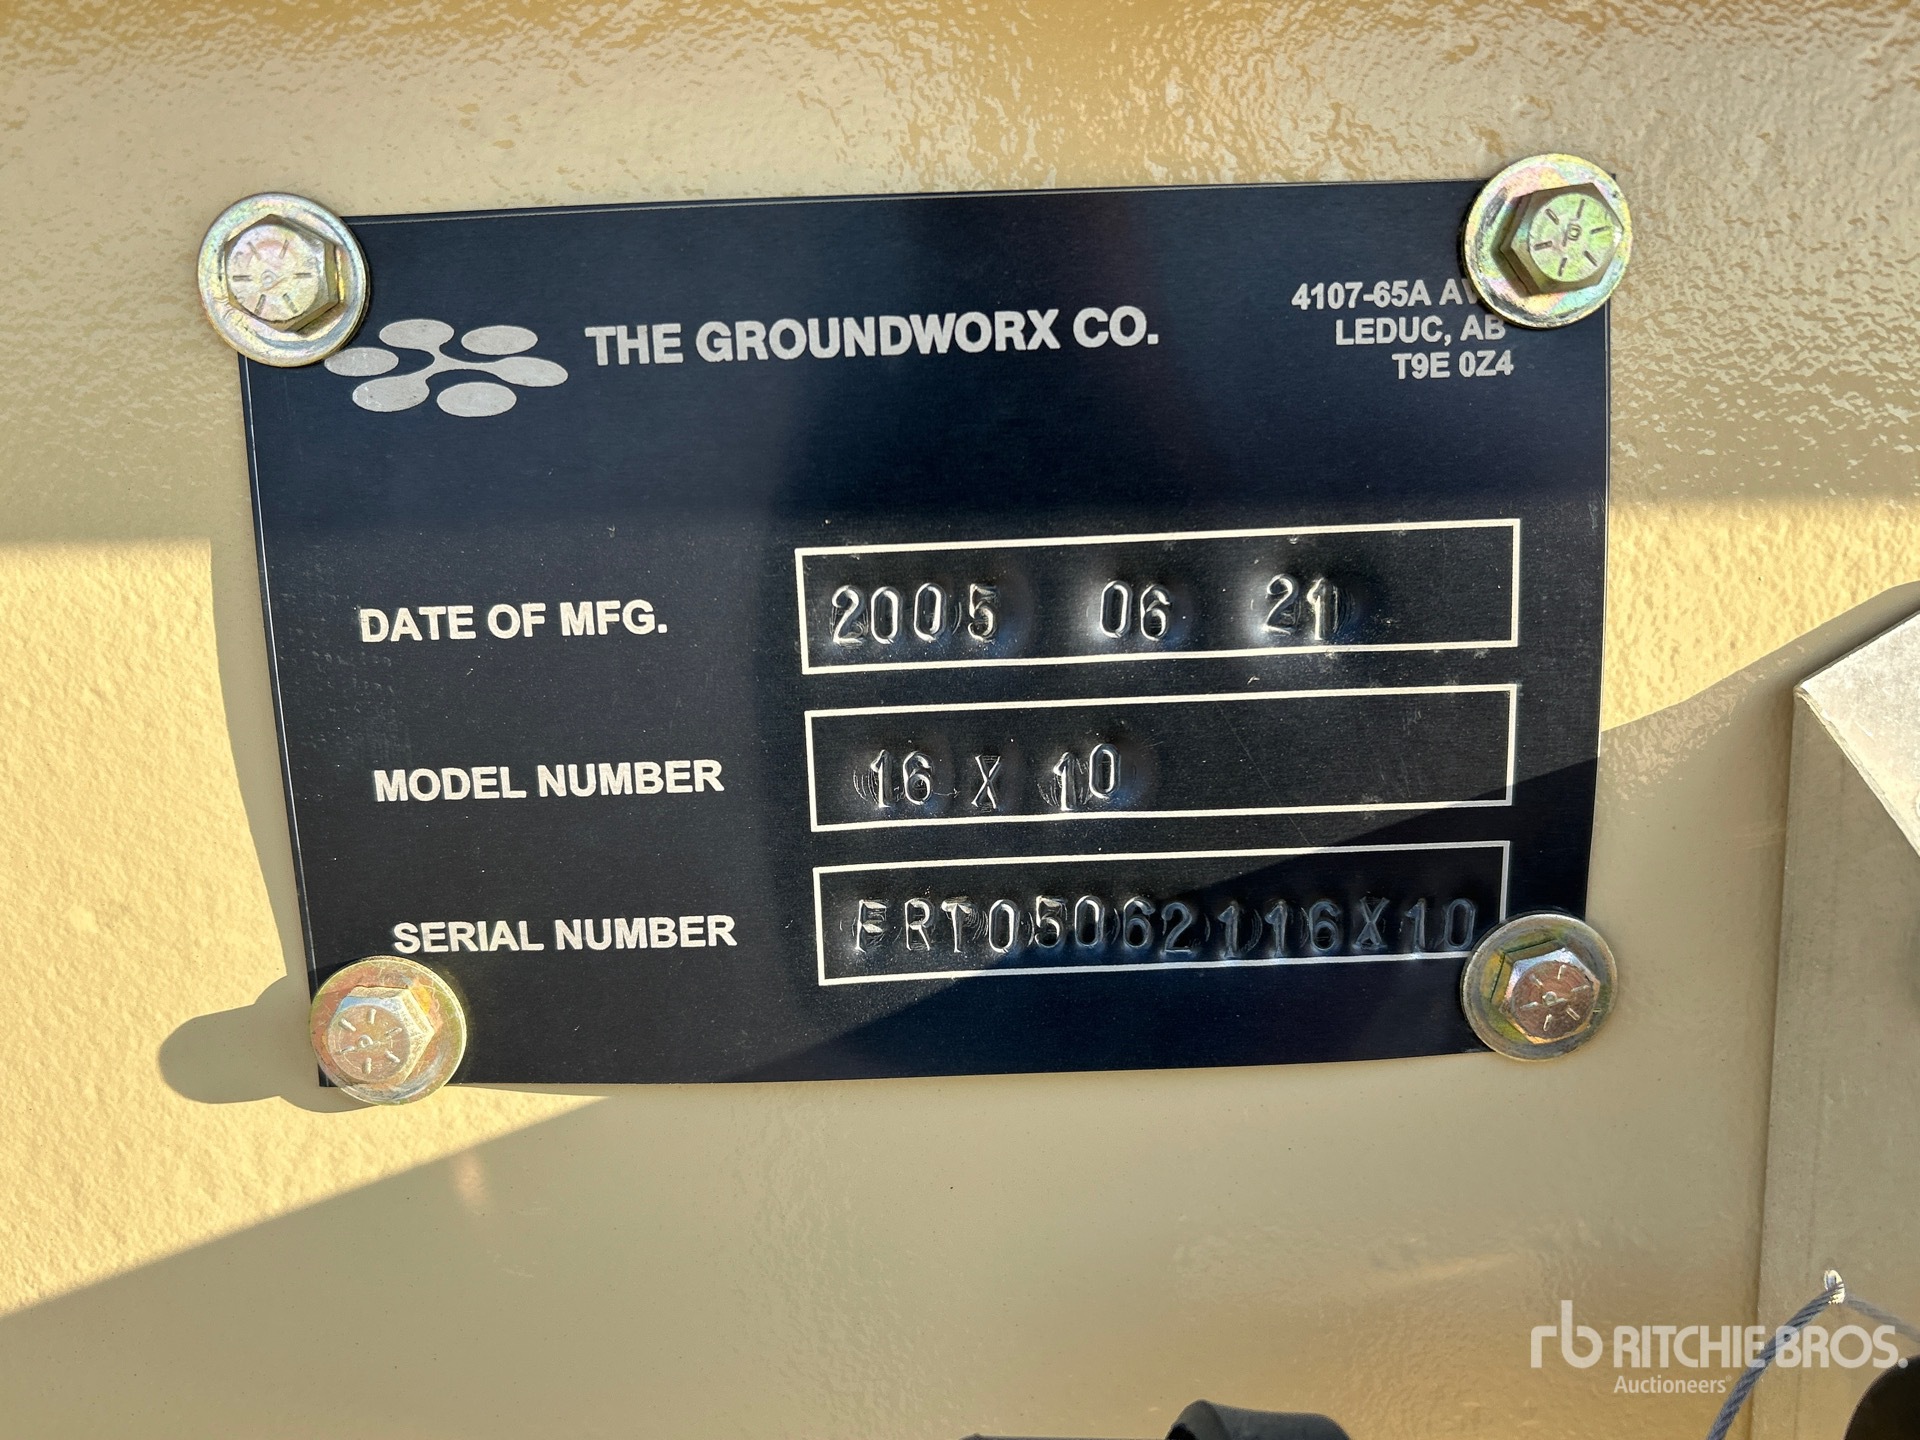 THE GROUNDWORX CO.
4107-65A
LEDUC, AB
T9E 0Z4
DATE OF MFG.
2005 06 21
MODEL NUMBER
16 X 10
SERIAL NUMBER
FRT05062116X10
rb RITCHIE BROS.
Auctioneers